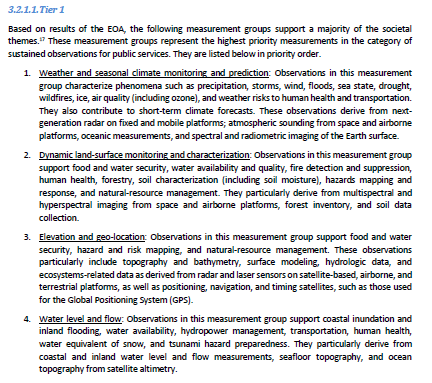 3.2.1.1. Tier 1
Based on results of the EOA, the following measurement groups support a majority of the societal
themes.17 These measurement groups represent the highest priority measurements in the category of
sustained observations for public services. They are listed below in priority order.
1. Weather and seasonal climate monitoring and prediction: Observations in this measurement
group characterize phenomena such as precipitation, storms, wind, floods, sea state, drought,
wildfires, ice, air quality (including ozone), and weather risks to human health and transportation.
They also contribute to short-term climate forecasts. These observations derive from next-
generation radar on fixed and mobile platforms; atmospheric sounding from space and airborne
platforms, oceanic measurements, and spectral and radiometric imaging of the Earth surface.
2. Dynamic land-surface monitoring and characterization: Observations in this measurement group
support food and water security, water availability and quality, fire detection and suppression,
human health, forestry, soil characterization (including soil moisture), hazards mapping and
response, and natural-resource management. They particularly derive from multispectral and
hyperspectral imaging from space and airborne platforms, forest inventory, and soil data
collection.
3. Elevation and geo-location: Observations in this measurement group support food and water
security, hazard and risk mapping, and natural-resource management. These observations
particularly include topography and bathymetry, surface modeling, hydrologic data, and
ecosystems-related data as derived from radar and laser sensors on satellite-based, airborne, and
terrestrial platforms, as well as positioning, navigation, and timing satellites, such as those used
for the Global Positioning System (GPS).
4. Water level and flow: Observations in this measurement group support coastal inundation and
inland flooding, water availability, hydropower management, transportation, human health,
water equivalent of snow, and tsunami hazard preparedness. They particularly derive from
coastal and inland water level and flow measurements, seafloor topography, and ocean
topography from satellite altimetry.